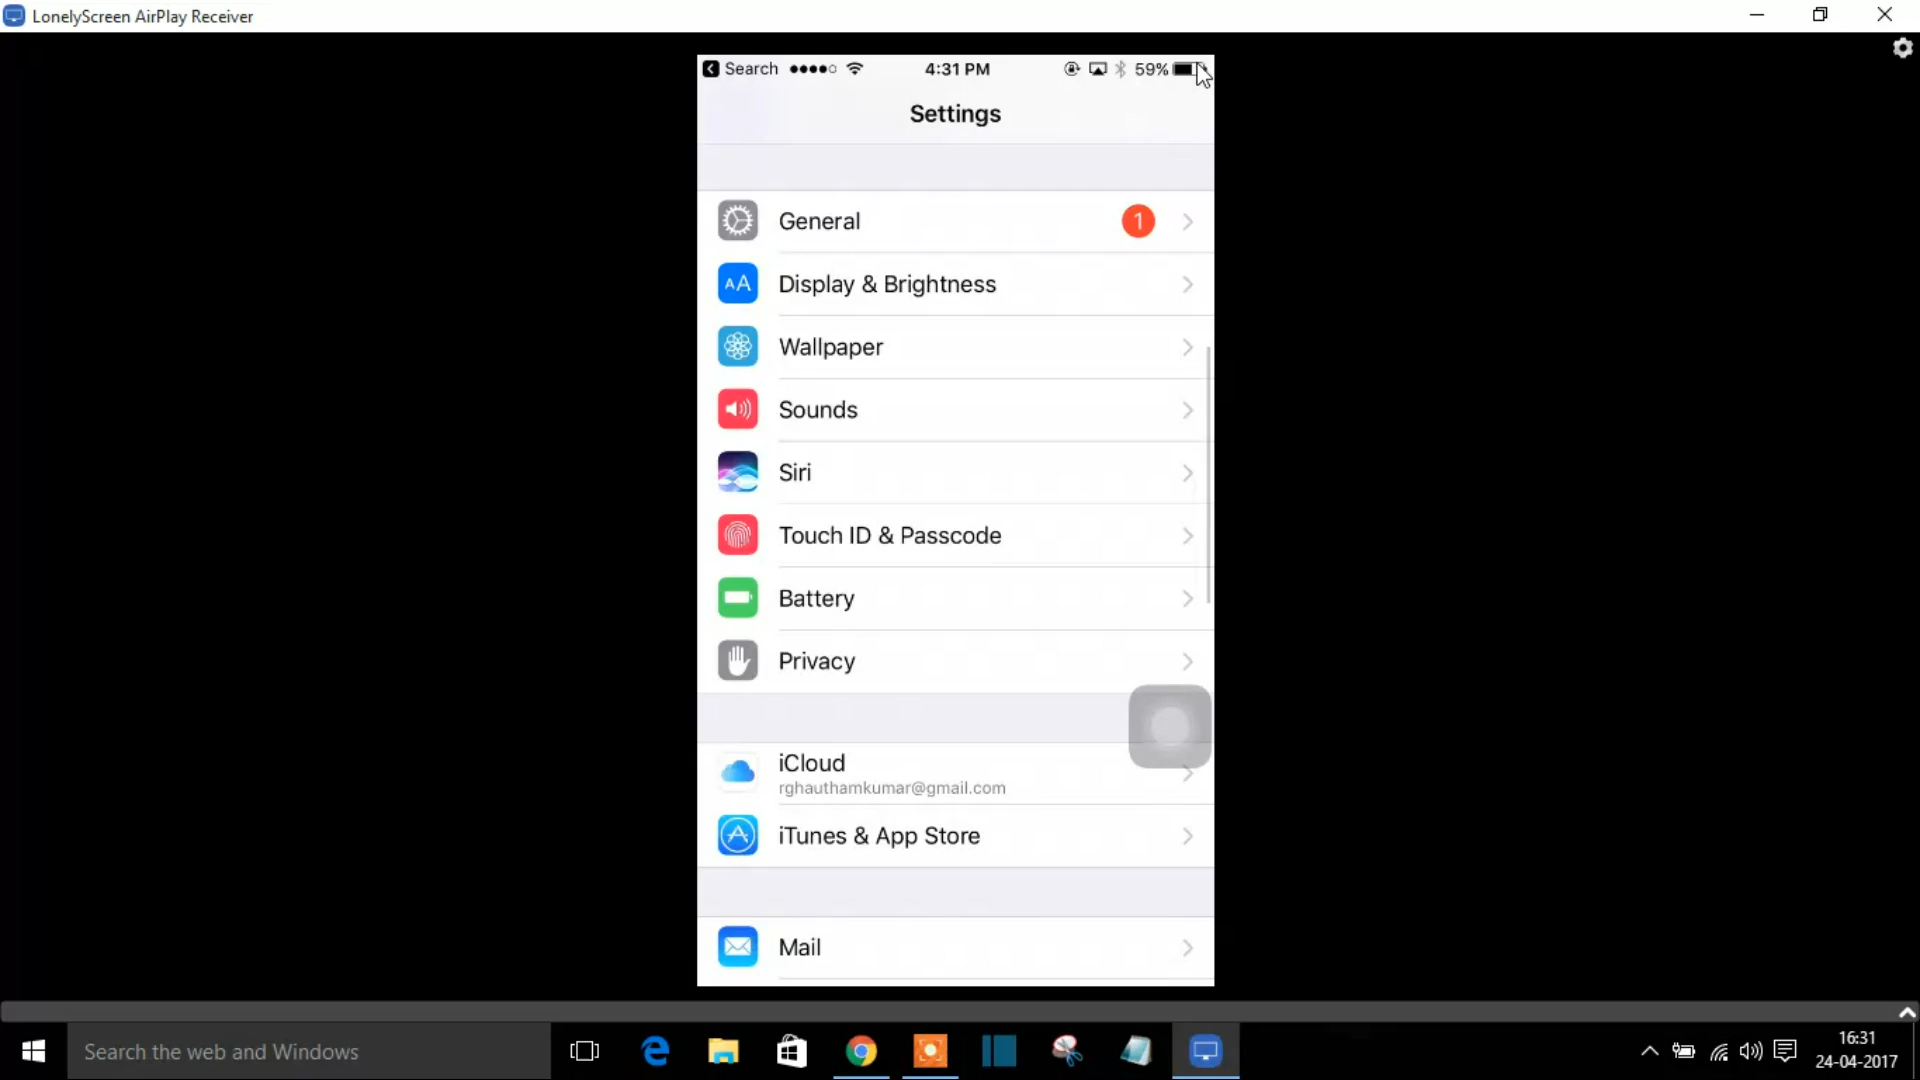 LonelyScreen AirPlay Receiver
Search 4:31 PM 59%
Settings
General 1
AA Display & Brightness
Wallpaper
Sounds
Siri
Touch ID & Passcode
Battery
Privacy
iCloud
rghauthamkumar@gmail.com
iTunes & App Store
Mail
Search the web and Windows
16:31
24-04-2017